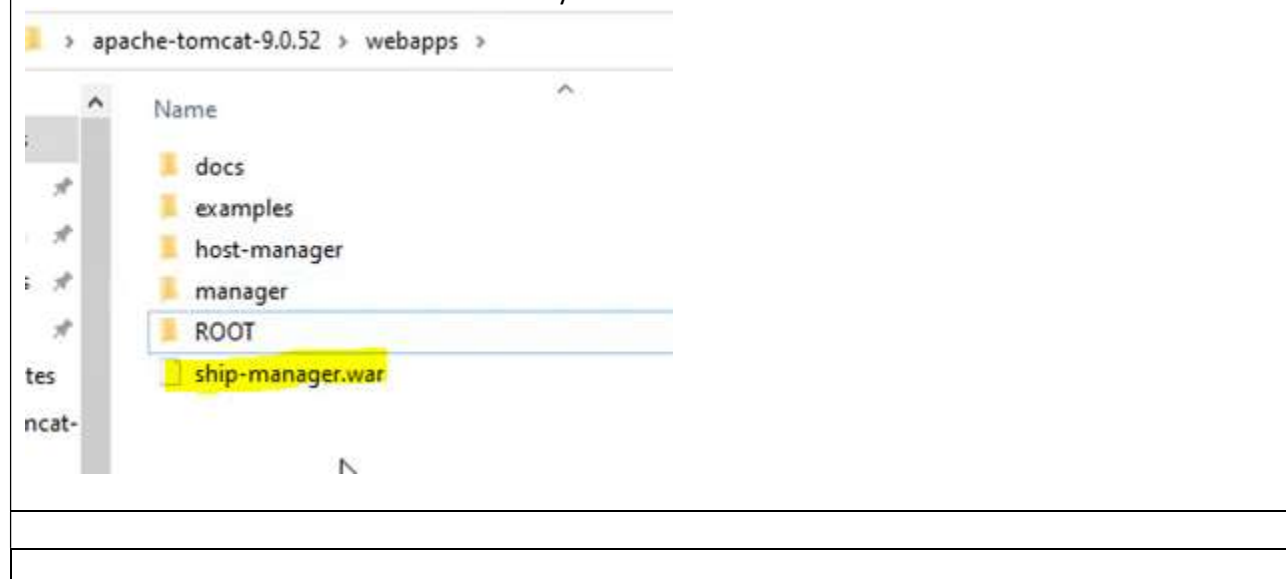 > apache-tomcat-9.0.52 > webapps >
Name
docs
examples
host-manager
manager
ROOT
tes
ship-manager.war
ncat-